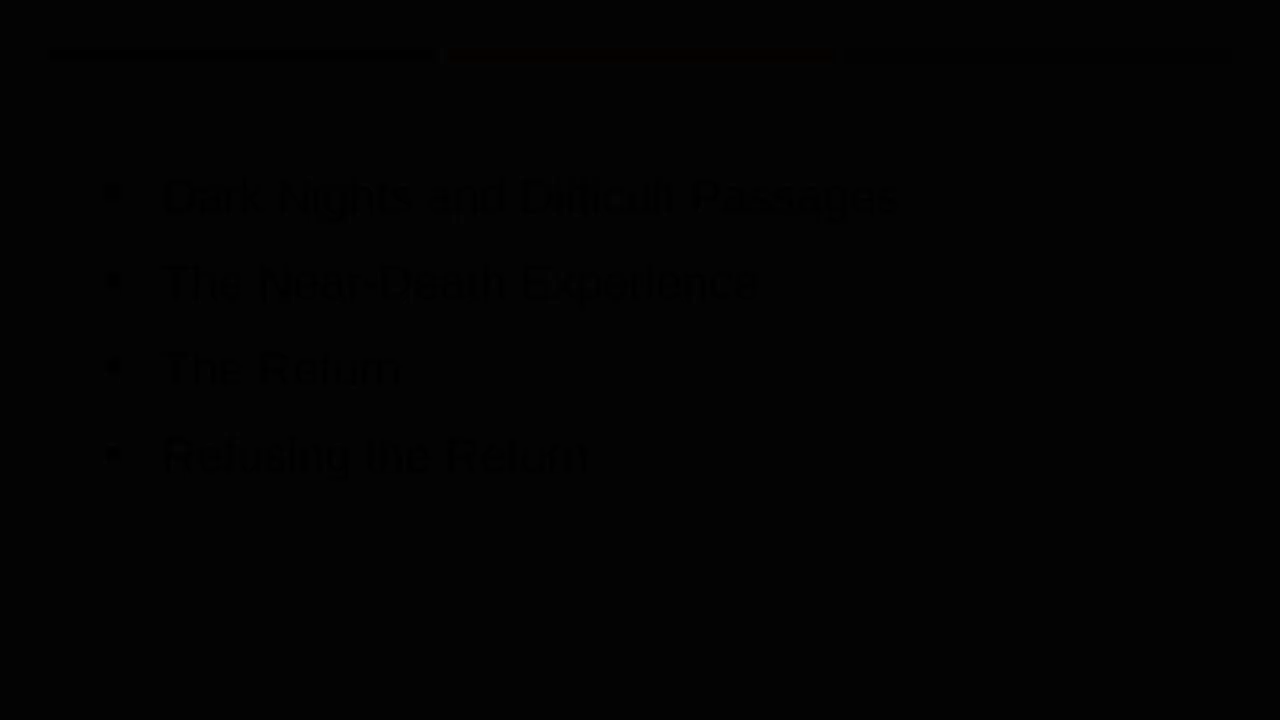 Dark Nights and Difficult Passages
The Near-Death Experience
The Return
Refusing the Return